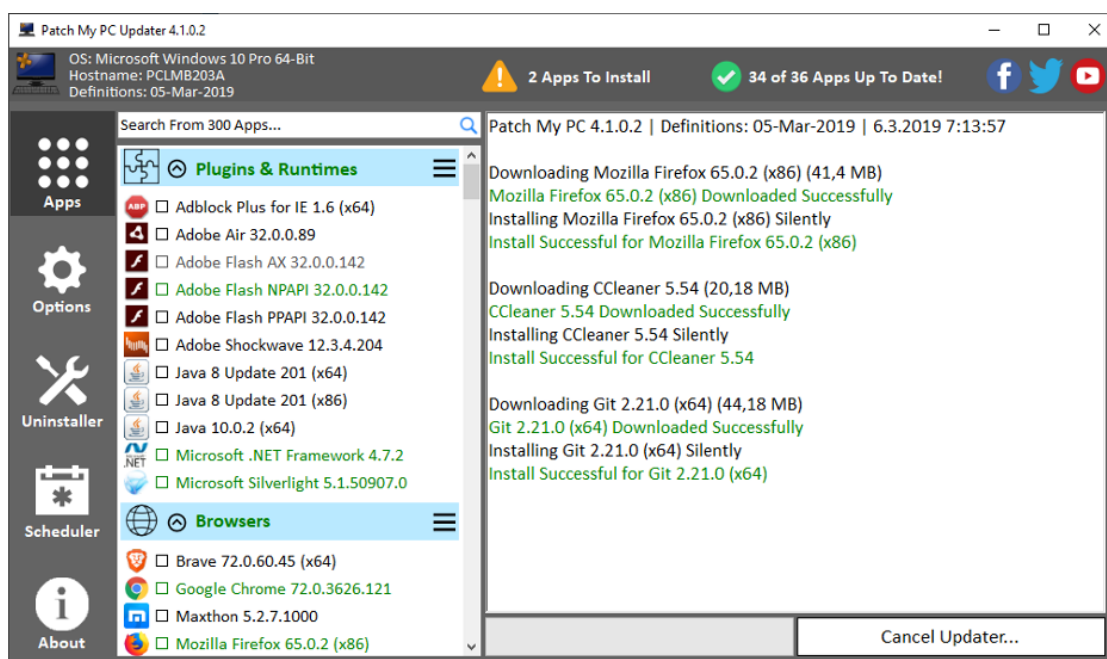 Patch My PC Updater 4.1.0.2
OS: Microsoft Windows 10 Pro 64-Bit
Hostname: PCLMB203A
Definitions: 05-Mar-2019
2 Apps To Install
34 of 36 Apps Up To Date!
Apps
Options
Uninstaller
Scheduler
About
Search From 300 Apps...
Plugins & Runtimes
ABP
Adblock Plus for IE 1.6 (x64)
Adobe Air 32.0.0.89
Adobe Flash AX 32.0.0.142
Adobe Flash NPAPI 32.0.0.142
Adobe Flash PPAPI 32.0.0.142
Adobe Shockwave 12.3.4.204
Java 8 Update 201 (x64)
Java 8 Update 201 (x86)
Java 10.0.2 (x64)
.NET
Microsoft .NET Framework 4.7.2
Microsoft Silverlight 5.1.50907.0
Browsers
Brave 72.0.60.45 (x64)
Google Chrome 72.0.3626.121
Maxthon 5.2.7.1000
Mozilla Firefox 65.0.2 (x86)
Patch My PC 4.1.0.2 | Definitions: 05-Mar-2019 | 6.3.2019 7:13:57
Downloading Mozilla Firefox 65.0.2 (x86) (41,4 MB)
Mozilla Firefox 65.0.2 (x86) Downloaded Successfully
Installing Mozilla Firefox 65.0.2 (x86) Silently
Install Successful for Mozilla Firefox 65.0.2 (x86)
Downloading CCleaner 5.54 (20,18 MB)
CCleaner 5.54 Downloaded Successfully
Installing CCleaner 5.54 Silently
Install Successful for CCleaner 5.54
Downloading Git 2.21.0 (x64) (44,18 MB)
Git 2.21.0 (x64) Downloaded Successfully
Installing Git 2.21.0 (x64) Silently
Install Successful for Git 2.21.0 (x64)
Cancel Updater...